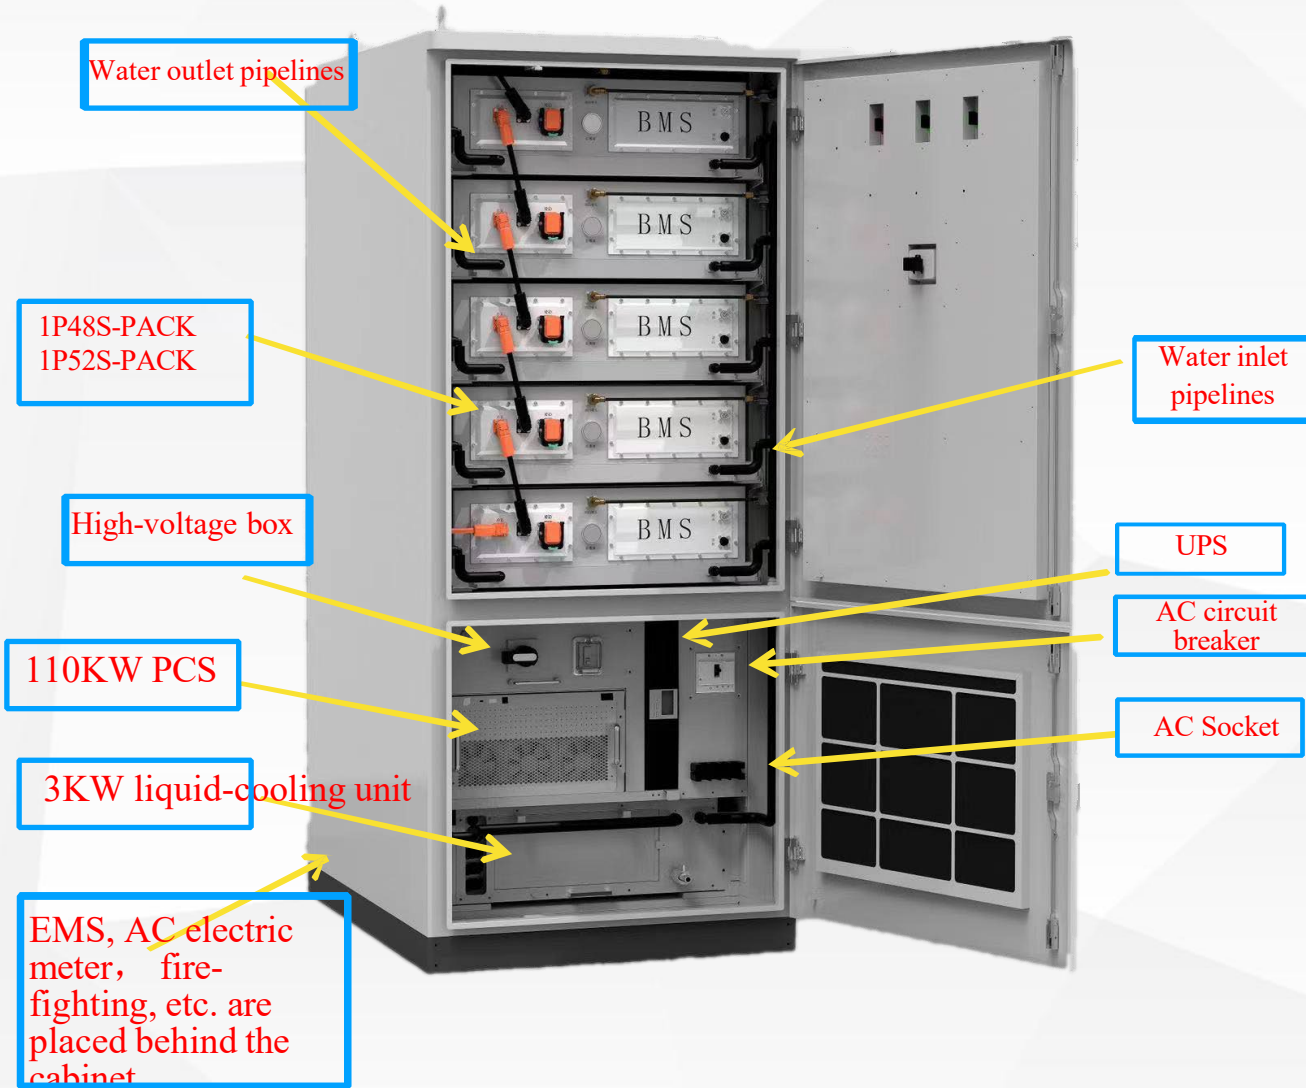 Water outlet pipelines
BMS
BMS
1P48S-PACK
1P52S-PACK
BMS
Water inlet
pipelines
BMS
High-voltage box
BMS
UPS
AC circuit
breaker
110KW PCS
AC Socket
3KW liquid-cooling unit
EMS, AC electric
meter， fire-
fighting, etc. are
placed behind the
cabinet